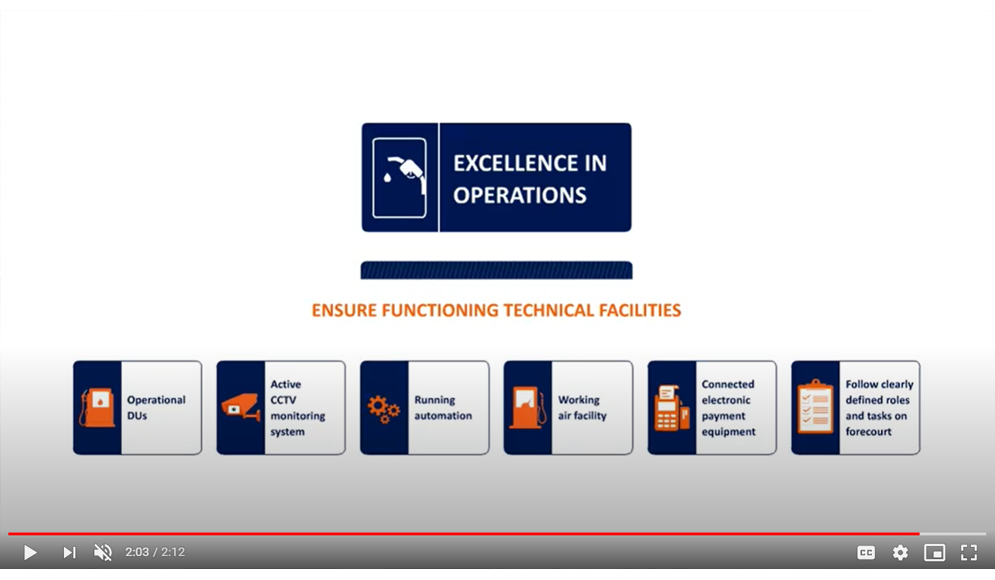 EXCELLENCE IN
OPERATIONS
ENSURE FUNCTIONING TECHNICAL FACILITIES
Operational
DUs
Active
CCTV
monitoring
system
Running
automation
Working
air facility
Connected
electronic
payment
equipment
Follow clearly
defined roles
and tasks on
forecourt
2:03 / 2:12
CC